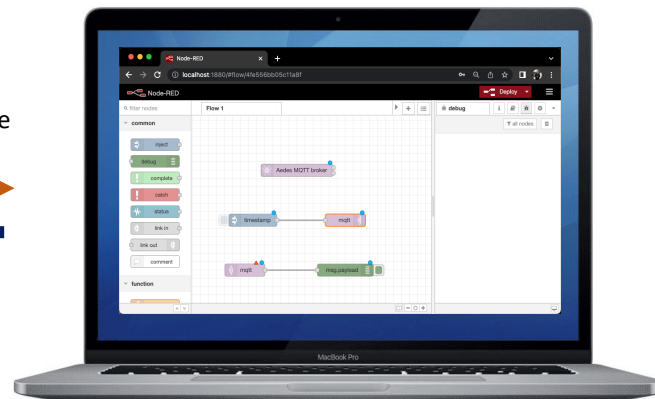 e
Node-RED
localhost:1880/#flow/4fe556bb05c11a8f
Node-RED
Deploy
filter nodes
Flow 1
debug
all nodes
common
inject
debug
complete
catch
status
link in
link out
comment
function
Aedes MQTT broker
timestamp
mqtt
mqtt
msg.payload
MacBook Pro